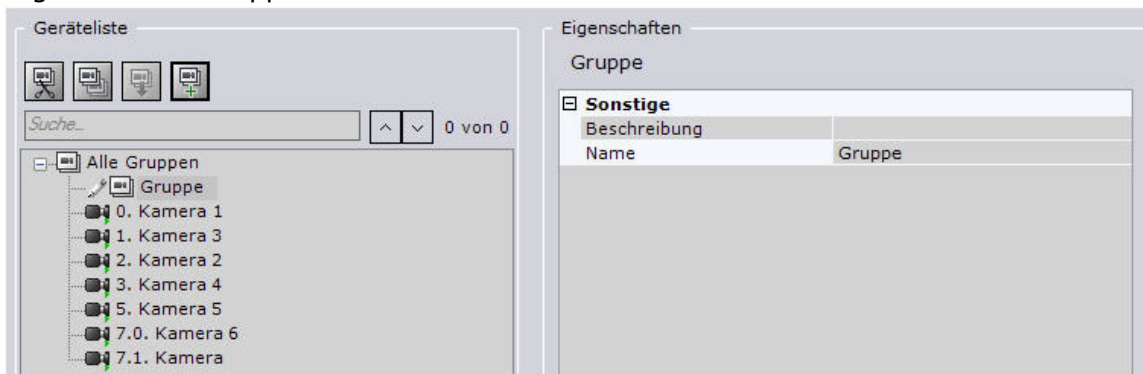 Geräteliste
Suche...
0 von 0
Alle Gruppen
Gruppe
0. Kamera 1
1. Kamera 3
2. Kamera 2
3. Kamera 4
5. Kamera 5
7.0. Kamera 6
7.1. Kamera
Eigenschaften
Gruppe
Sonstige
Beschreibung
Name Gruppe